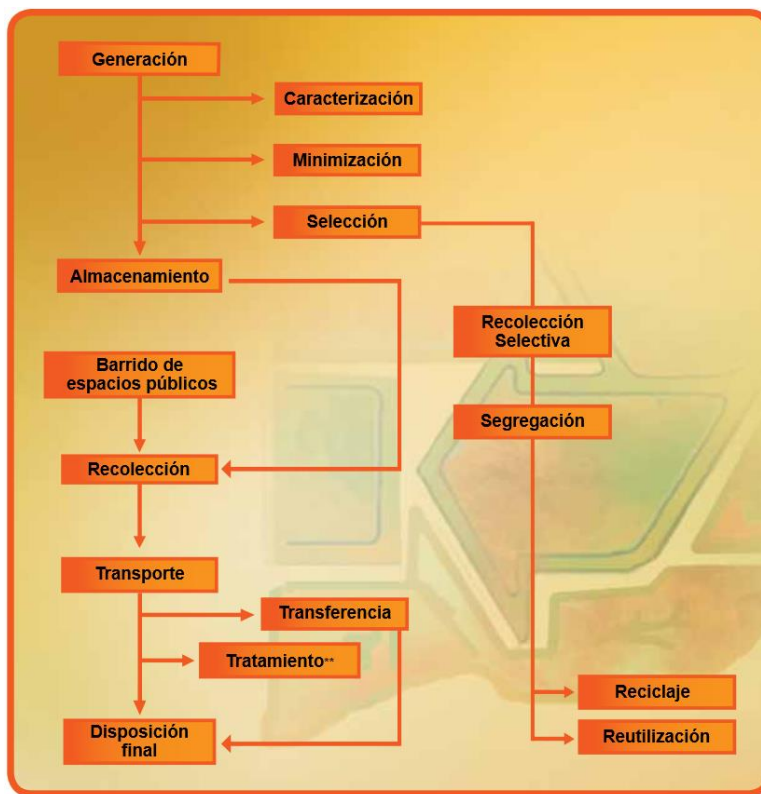 Generación
Caracterización
Minimización
Selección
Almacenamiento
Recolección
Selectiva
Barrido de
espacios públicos
Segregación
Recolección
Transporte
Transferencia
Tratamiento**
Reciclaje
Disposición
final
Reutilización